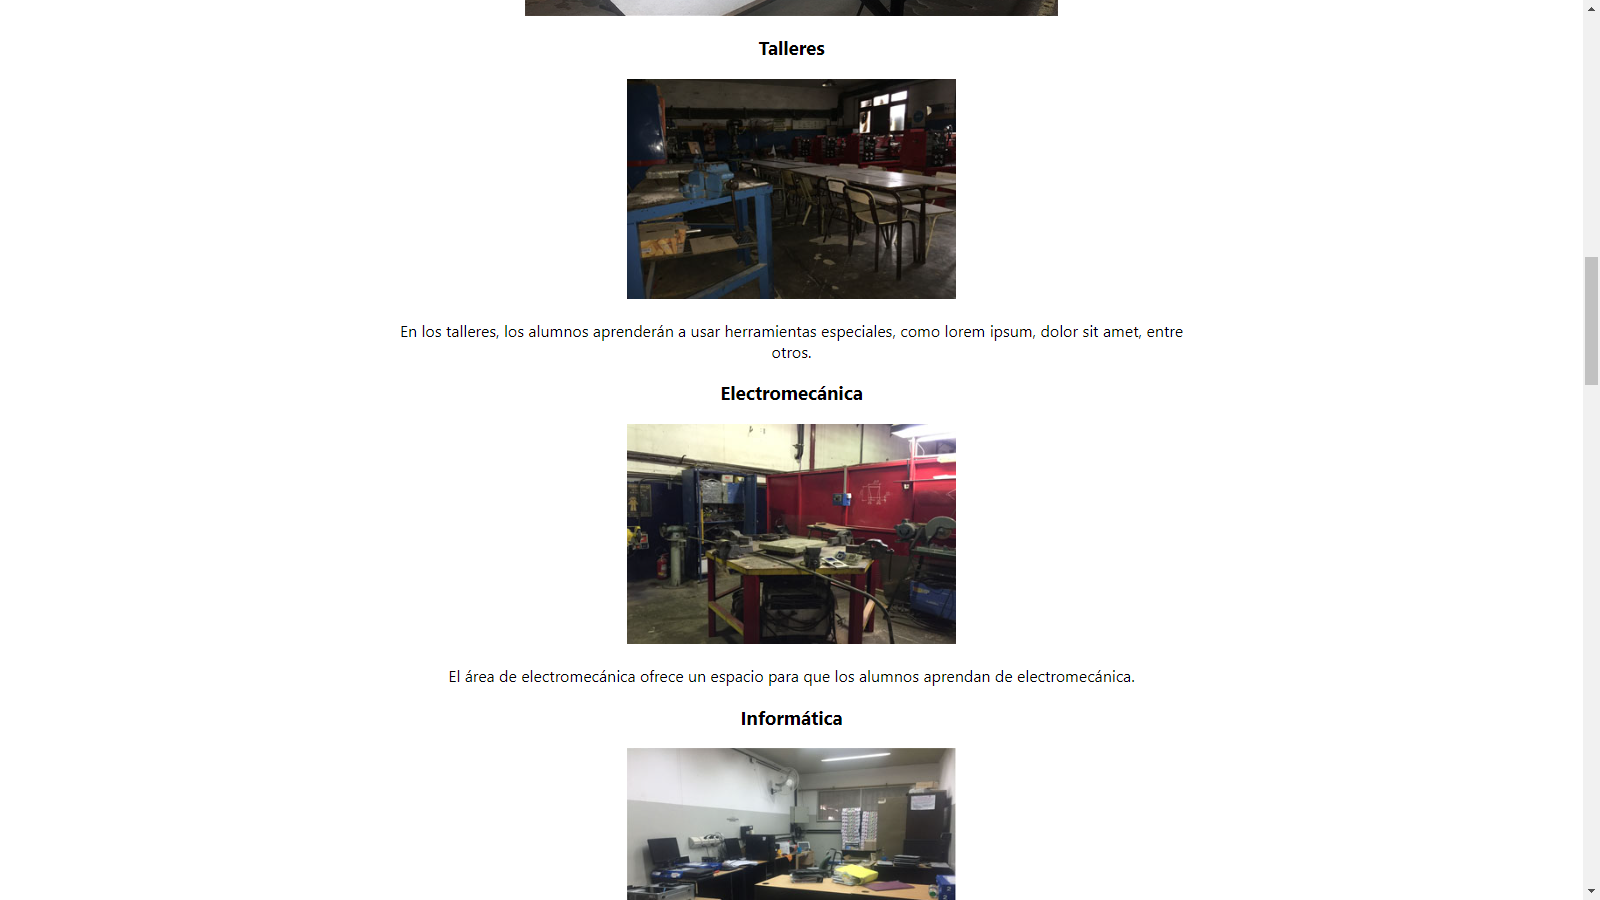 Talleres
En los talleres, los alumnos aprenderán a usar herramientas especiales, como lorem ipsum, dolor sit amet, entre
otros.
Electromecánica
El área de electromecánica ofrece un espacio para que los alumnos aprendan de electromecánica.
Informática